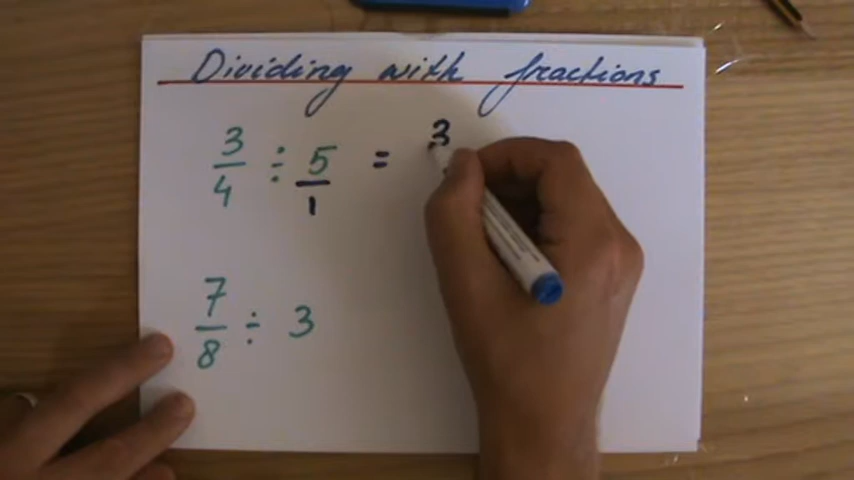 Dividing with fractions
3/4 ÷ 5/1 = 3
7/8 ÷ 3